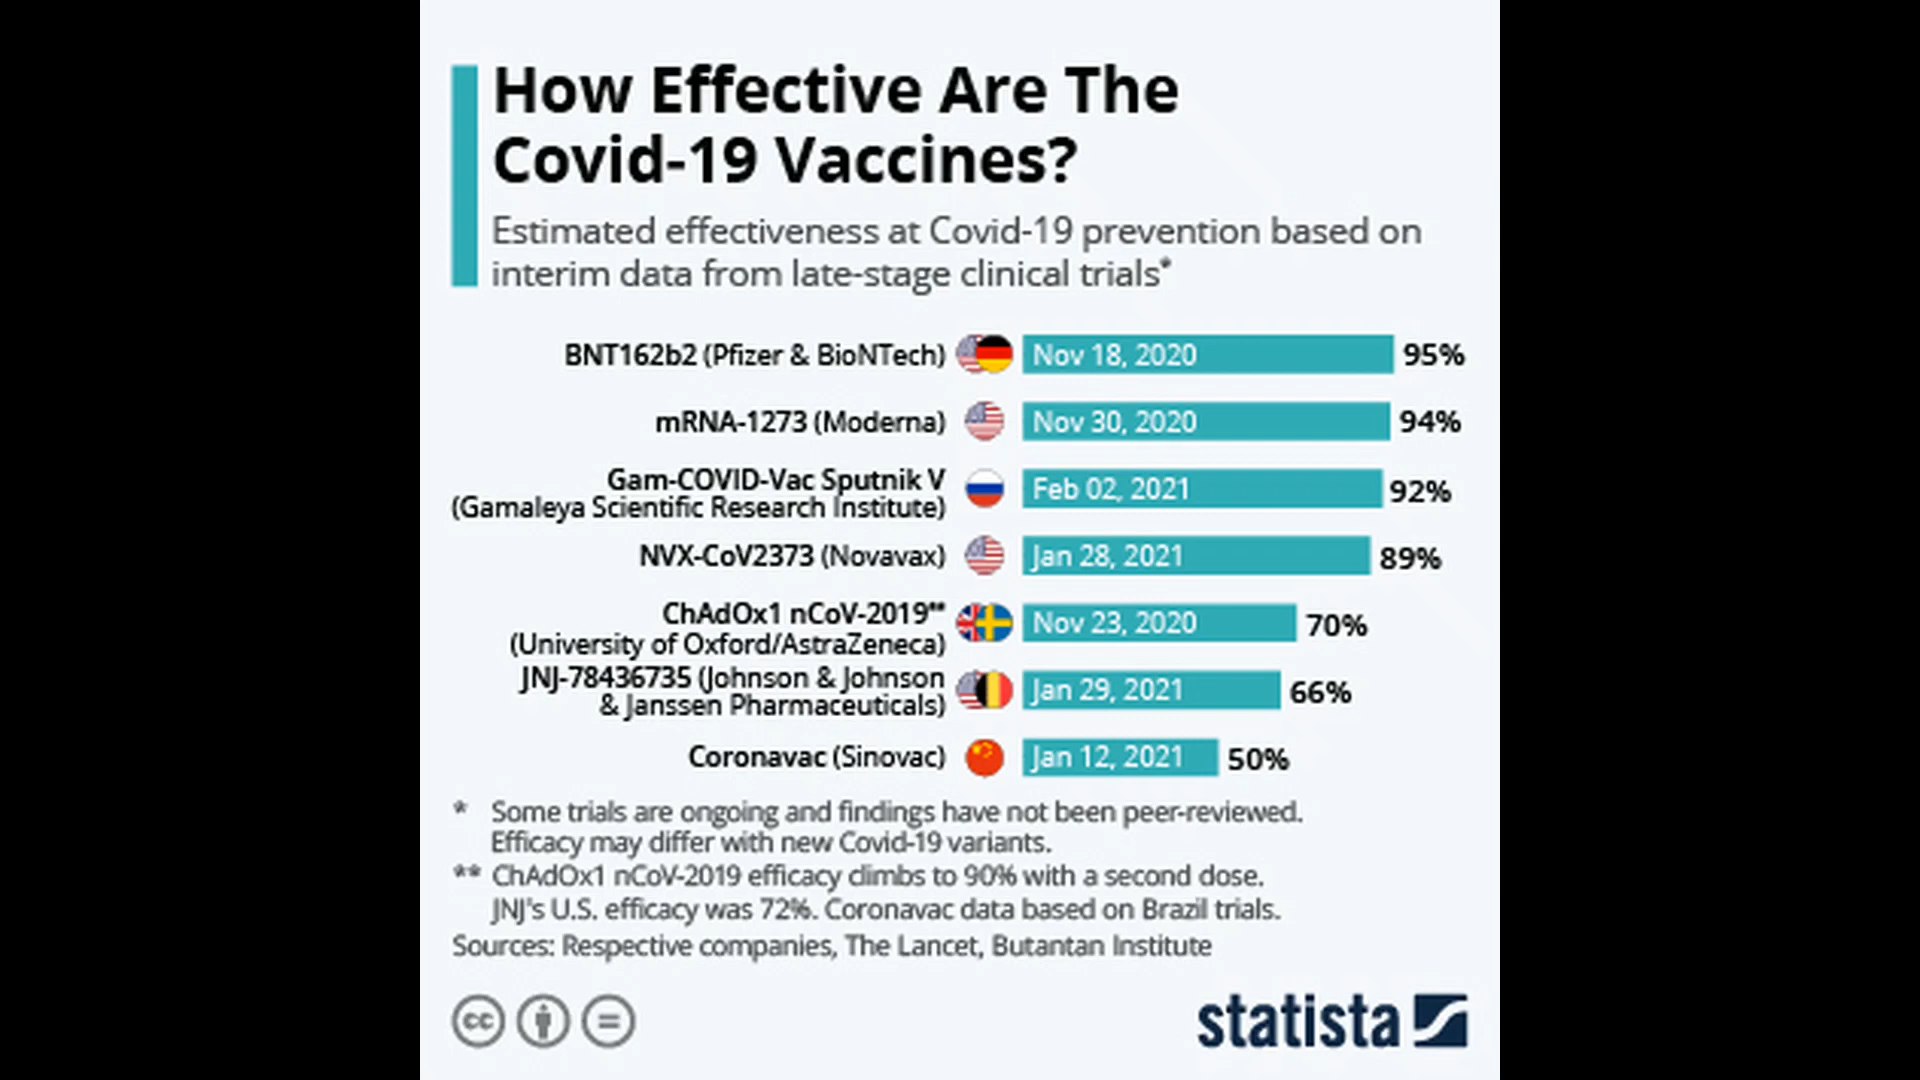 How Effective Are The
Covid-19 Vaccines?
Estimated effectiveness at Covid-19 prevention based on
interim data from late-stage clinical trials*
BNT162b2 (Pfizer & BioNTech) Nov 18, 2020 95%
mRNA-1273 (Moderna) Nov 30, 2020 94%
Gam-COVID-Vac Sputnik V
(Gamaleya Scientific Research Institute) Feb 02, 2021 92%
NVX-CoV2373 (Novavax) Jan 28, 2021 89%
ChAdOx1 nCoV-2019**
(University of Oxford/AstraZeneca) Nov 23, 2020 70%
JNJ-78436735 (Johnson & Johnson
& Janssen Pharmaceuticals) Jan 29, 2021 66%
Coronavac (Sinovac) Jan 12, 2021 50%
* Some trials are ongoing and findings have not been peer-reviewed.
Efficacy may differ with new Covid-19 variants.
** ChAdOx1 nCoV-2019 efficacy climbs to 90% with a second dose.
JNJ's U.S. efficacy was 72%. Coronavac data based on Brazil trials.
Sources: Respective companies, The Lancet, Butantan Institute
cc
statista